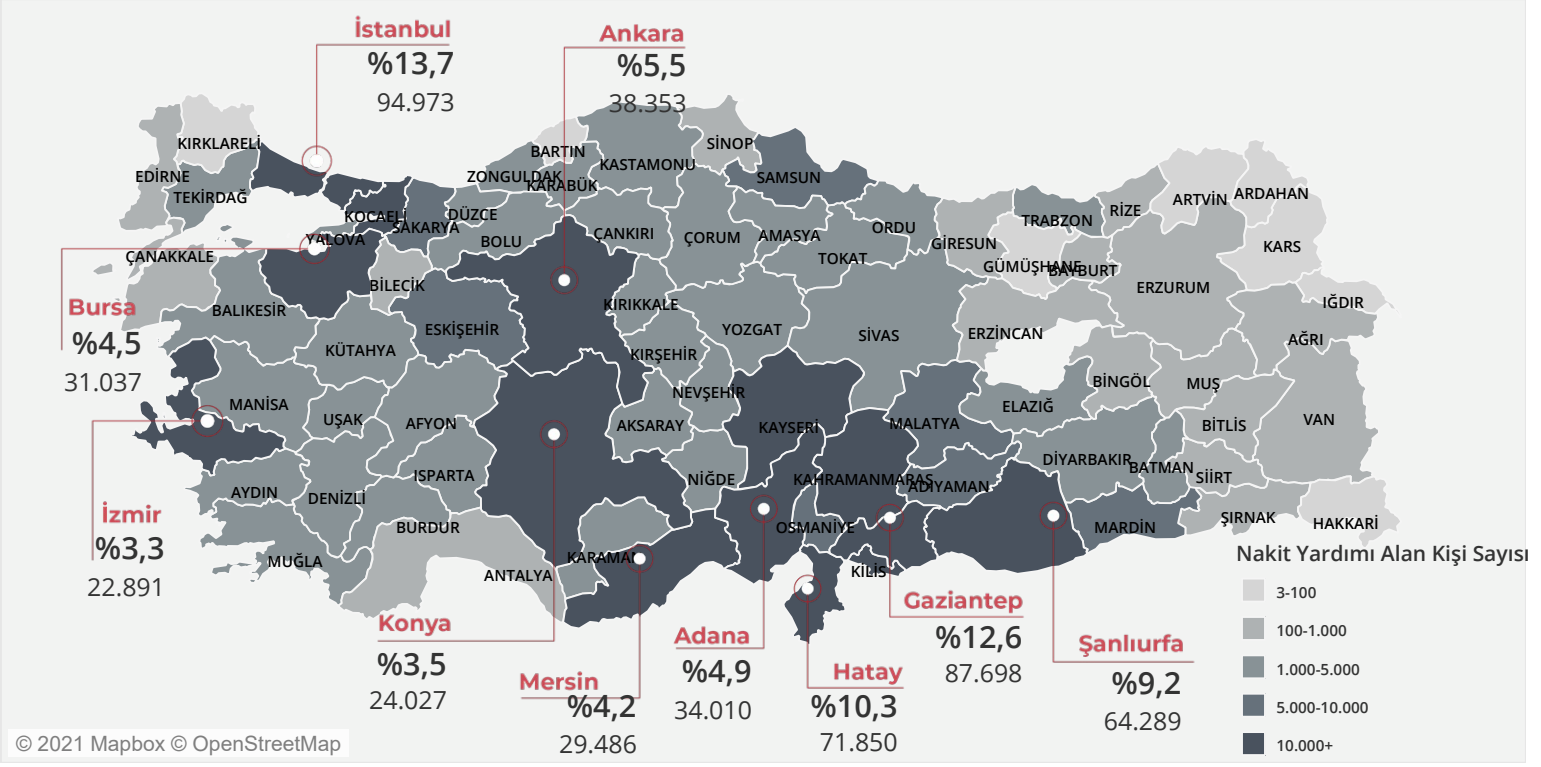 İstanbul
%13,7
94.973
Ankara
%5,5
38.353
KIRKLARELİ
EDİRNE
TEKİRDAĞ
BARTIN
ZONGULDAK
KARABÜK
KASTAMONU
SİNOP
SAMSUN
KOCAELİ
SAKARYA
DÜZCE
YALOVA
BOLU
ÇANKIRI
ÇORUM
AMASYA
TOKAT
ORDU
GİRESUN
TRABZON
RİZE
ARTVİN
ARDAHAN
GÜMÜŞHANE
BAYBURT
KARS
ÇANAKKALE
BİLECİK
BALIKESİR
ESKİŞEHİR
KIRIKKALE
YOZGAT
SİVAS
ERZİNCAN
ERZURUM
IĞDIR
AĞRI
Bursa
%4,5
31.037
KÜTAHYA
KIRŞEHİR
NEVŞEHİR
MANİSA
UŞAK
AFYON
AKSARAY
KAYSERİ
MALATYA
ELAZIĞ
BİNGÖL
MUŞ
BİTLİS
VAN
ISPARTA
NİĞDE
KAHRAMANMARAŞ
ADIYAMAN
DİYARBAKIR
BATMAN
SİİRT
AYDIN
DENİZLİ
BURDUR
OSMANİYE
MARDİN
ŞIRNAK
HAKKARİ
İzmir
%3,3
22.891
MUĞLA
ANTALYA
KARAMAN
KİLİS
Konya
%3,5
24.027
Mersin
%4,2
29.486
Adana
%4,9
34.010
Hatay
%10,3
71.850
Gaziantep
%12,6
87.698
Şanlıurfa
%9,2
64.289
Nakit Yardımı Alan Kişi Sayısı
3-100
100-1.000
1.000-5.000
5.000-10.000
10.000+
© 2021 Mapbox © OpenStreetMap